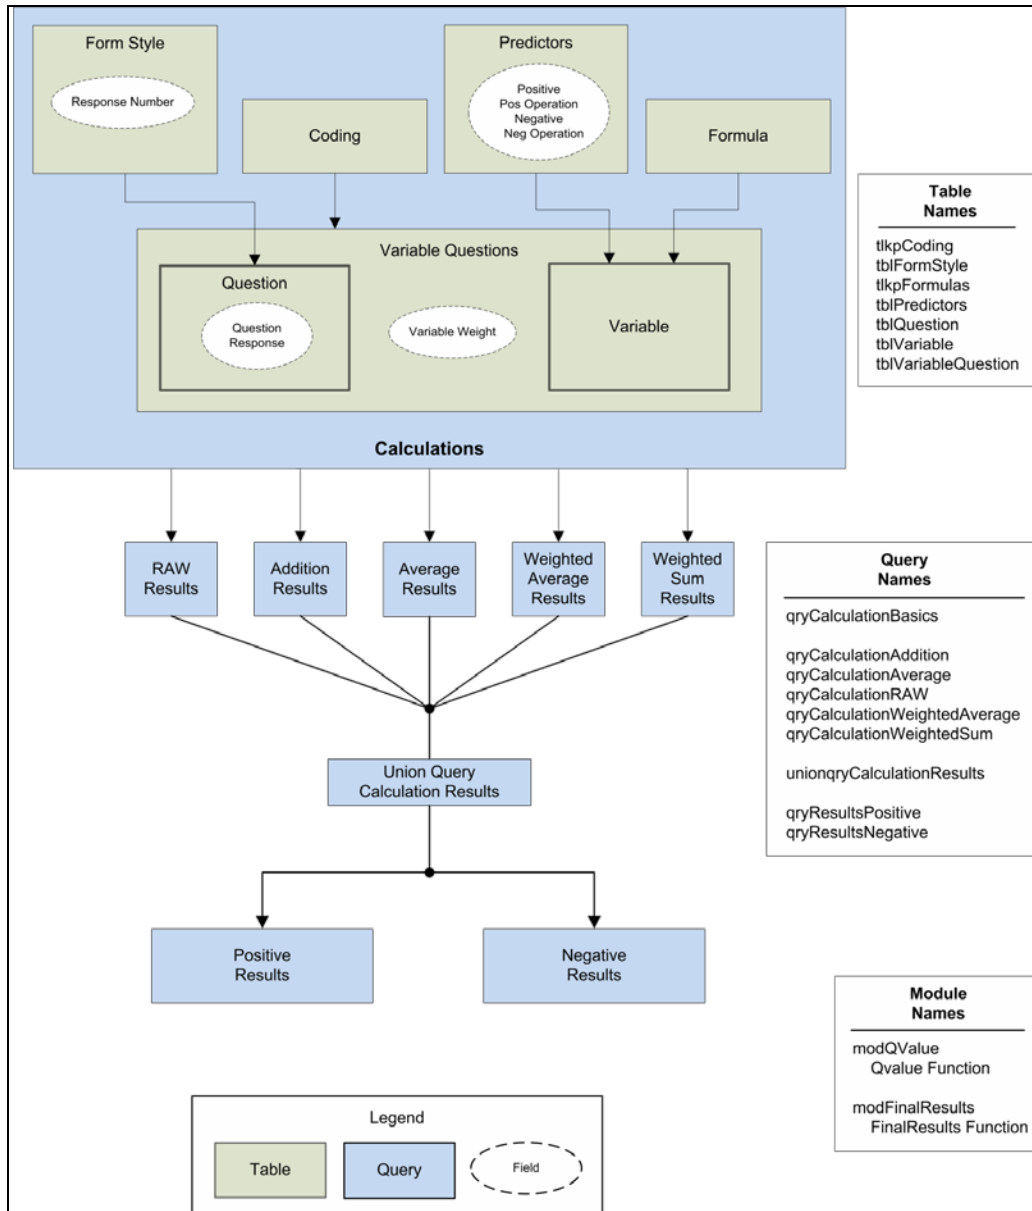 Form Style
Response Number
Coding
Predictors
Positive
Pos Operation
Negative
Neg Operation
Formula
Variable Questions
Question
Question
Response
Variable Weight
Variable
Calculations
Table
Names
tlkpCoding
tblFormStyle
tlkpFormulas
tblPredictors
tblQuestion
tblVariable
tblVariableQuestion
RAW
Results
Addition
Results
Average
Results
Weighted
Average
Results
Weighted
Sum
Results
Query
Names
qryCalculationBasics
qryCalculationAddition
qryCalculationAverage
qryCalculationRAW
qryCalculationWeightedAverage
qryCalculationWeightedSum
unionqryCalculationResults
qryResultsPositive
qryResultsNegative
Union Query
Calculation Results
Positive
Results
Negative
Results
Module
Names
modQValue
Qvalue Function
modFinalResults
FinalResults Function
Legend
Table
Query
Field